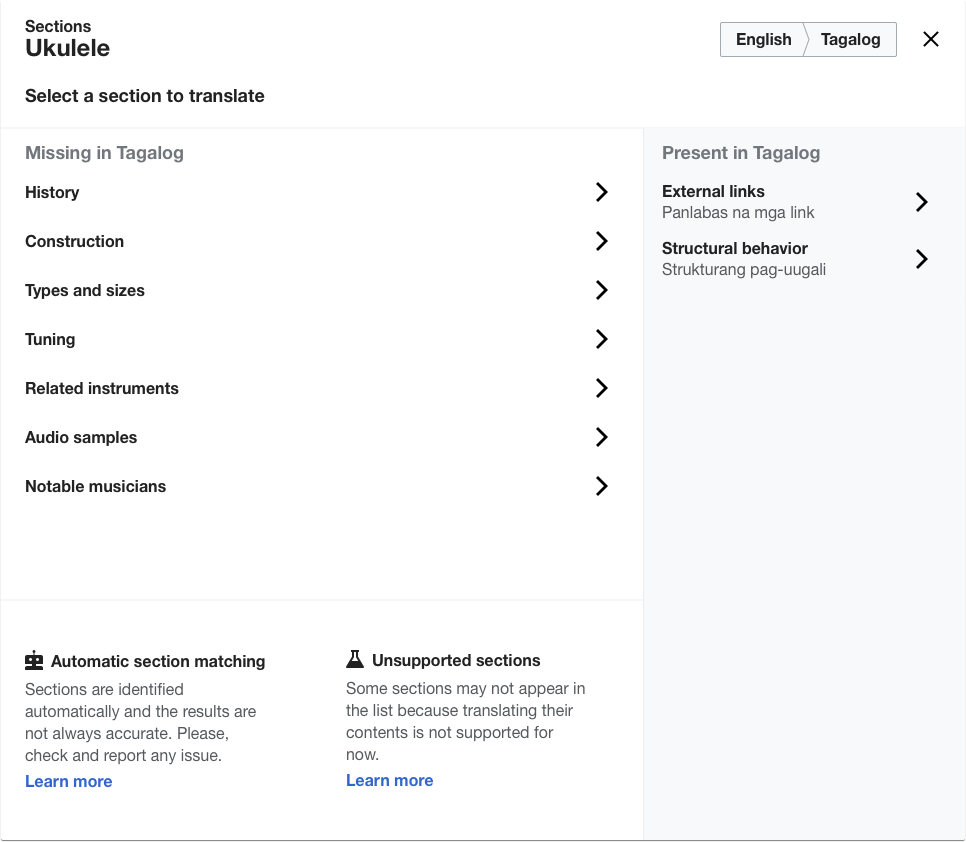 Sections
Ukulele
English
Tagalog
Select a section to translate
Missing in Tagalog
History
Construction
Types and sizes
Tuning
Related instruments
Audio samples
Notable musicians
Present in Tagalog
External links
Panlabas na mga link
Structural behavior
Strukturang pag-uugali
Automatic section matching
Sections are identified
automatically and the results are
not always accurate. Please,
check and report any issue.
Learn more
Unsupported sections
Some sections may not appear in
the list because translating their
contents is not supported for
now.
Learn more